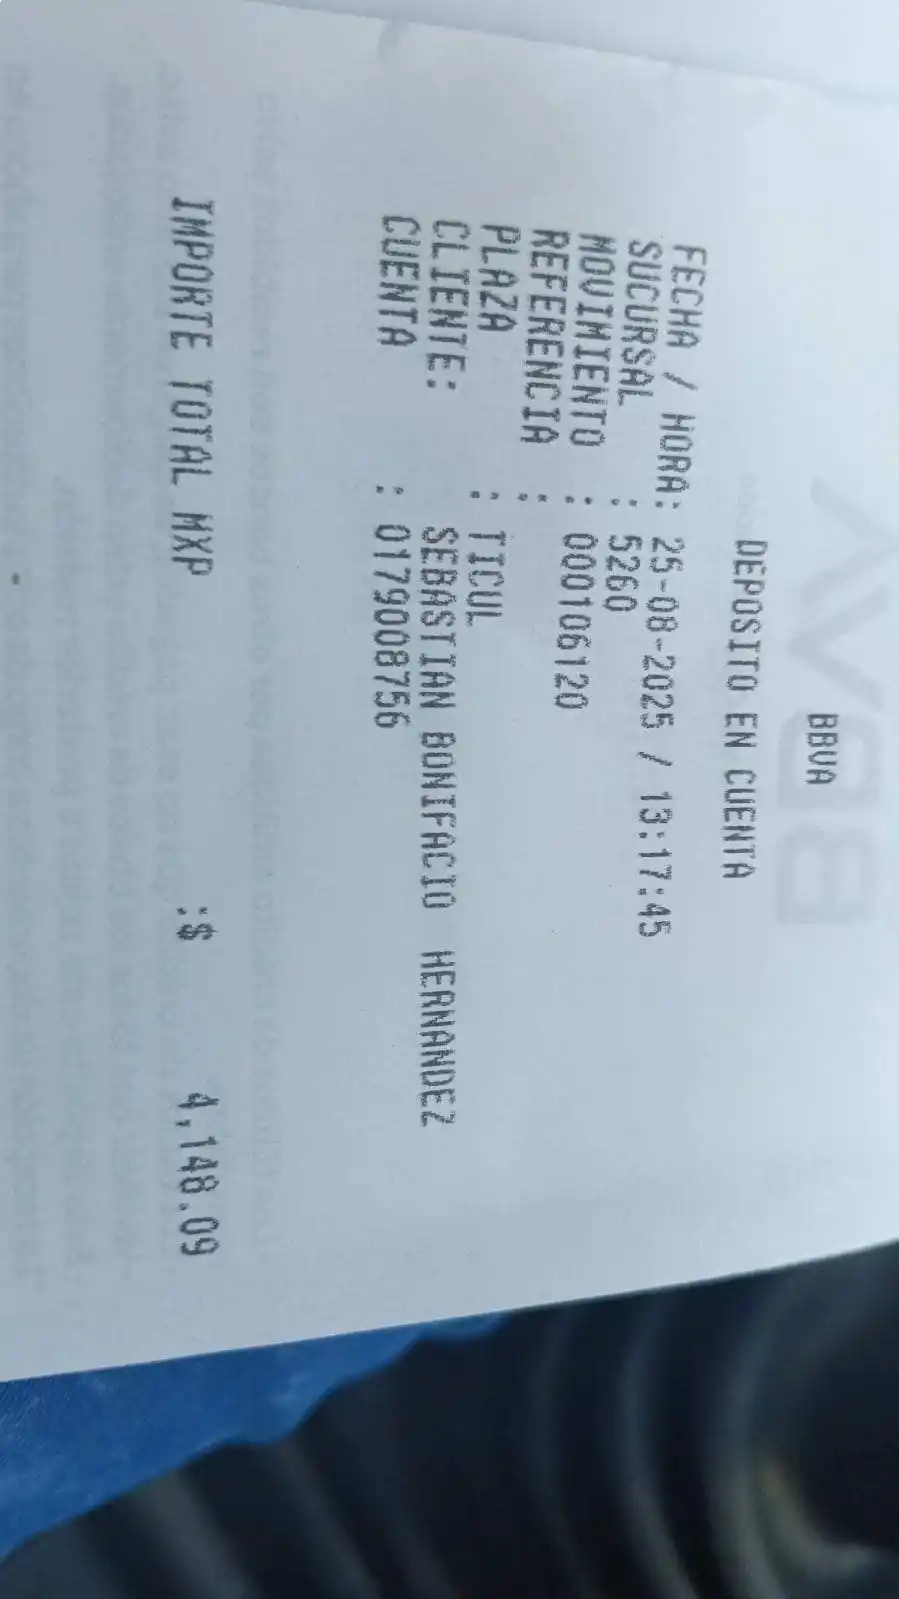 BBVA
DEPOSITO EN CUENTA
FECHA / HORA: 25-08-2025 / 13:17:45
SUCURSAL : 5260
MOVIMIENTO : 000106120
REFERENCIA :
PLAZA : TICUL
CLIENTE: SEBASTIAN BONIFACIO HERNANDEZ
CUENTA : 0179008756
IMPORTE TOTAL MXP :$ 4,148.09